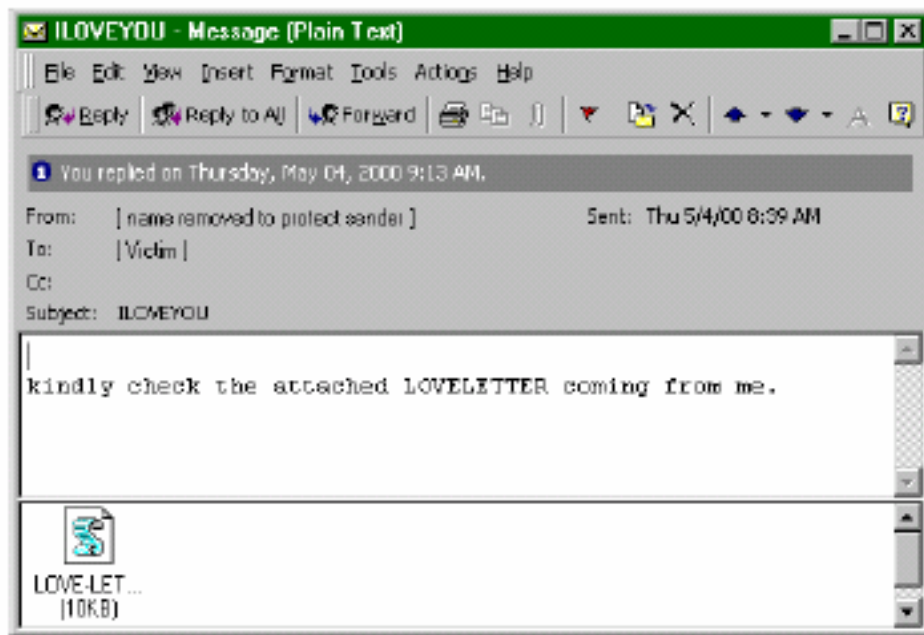 ILOVEYOU - Message (Plain Text)
File Edit View Insert Format Tools Actions Help
Reply Reply to All Forward A
You replied on Thursday, May 04, 2000 9:13 AM.
From: [ name removed to protect sender ] Sent: Thu 5/4/00 8:39 AM
To: [ Victim ]
Cc:
Subject: ILOVEYOU
kindly check the attached LOVELETTER coming from me.
LOVE-LET...
(10KB)